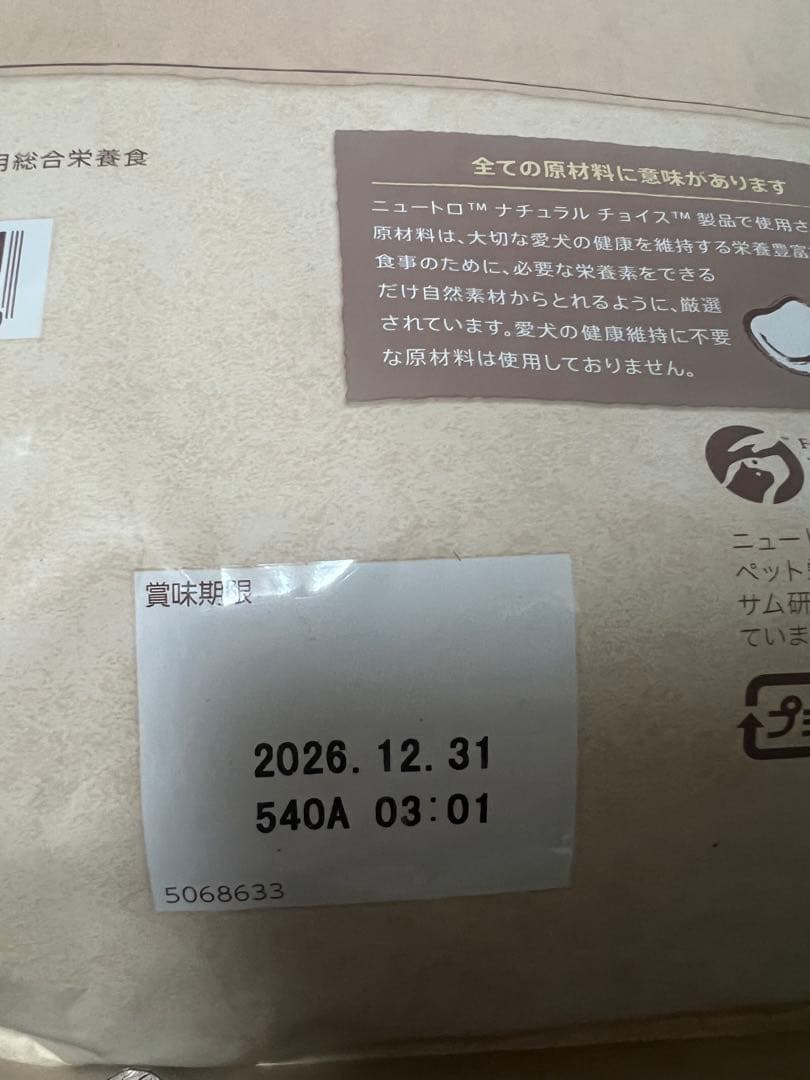 用総合栄養食
全ての原材料に意味があります
ニュートロ™ ナチュラル チョイス™ 製品で使用さ
原材料は、大切な愛犬の健康を維持する栄養豊富
食事のために、必要な栄養素をできる
だけ自然素材からとれるように、厳選
されています。愛犬の健康維持に不要
な原材料は使用しておりません。
ニュート
ペット
サム研
ていま
プ
賞味期限
2026.12.31
540A 03:01
5068633